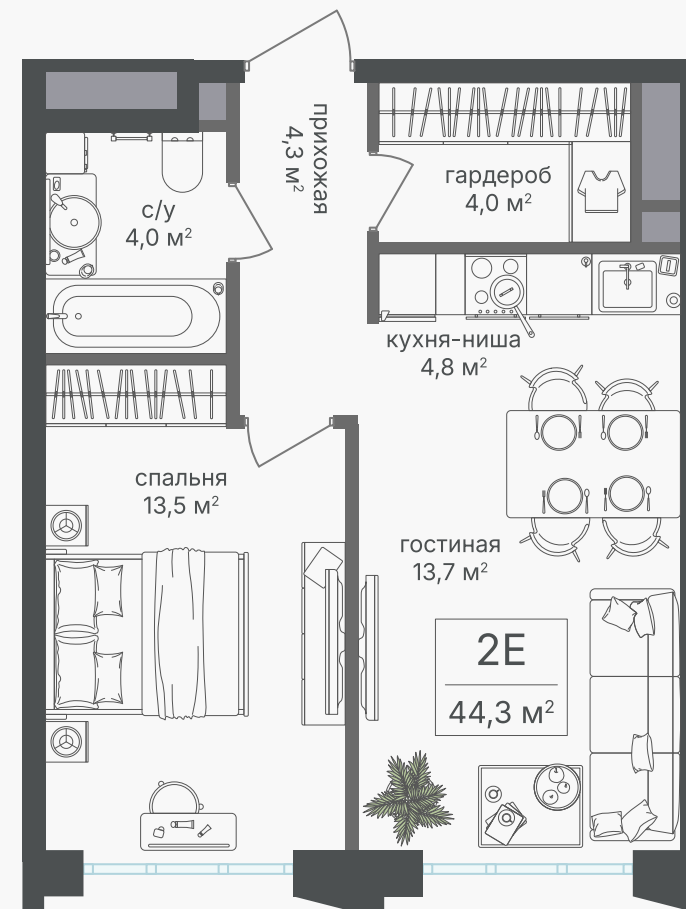 прихожая
4,3 м²
гардероб
4,0 м²
с/у
4,0 м²
кухня-ниша
4,8 м²
спальня
13,5 м²
гостиная
13,7 м²
2Е
44,3 м²